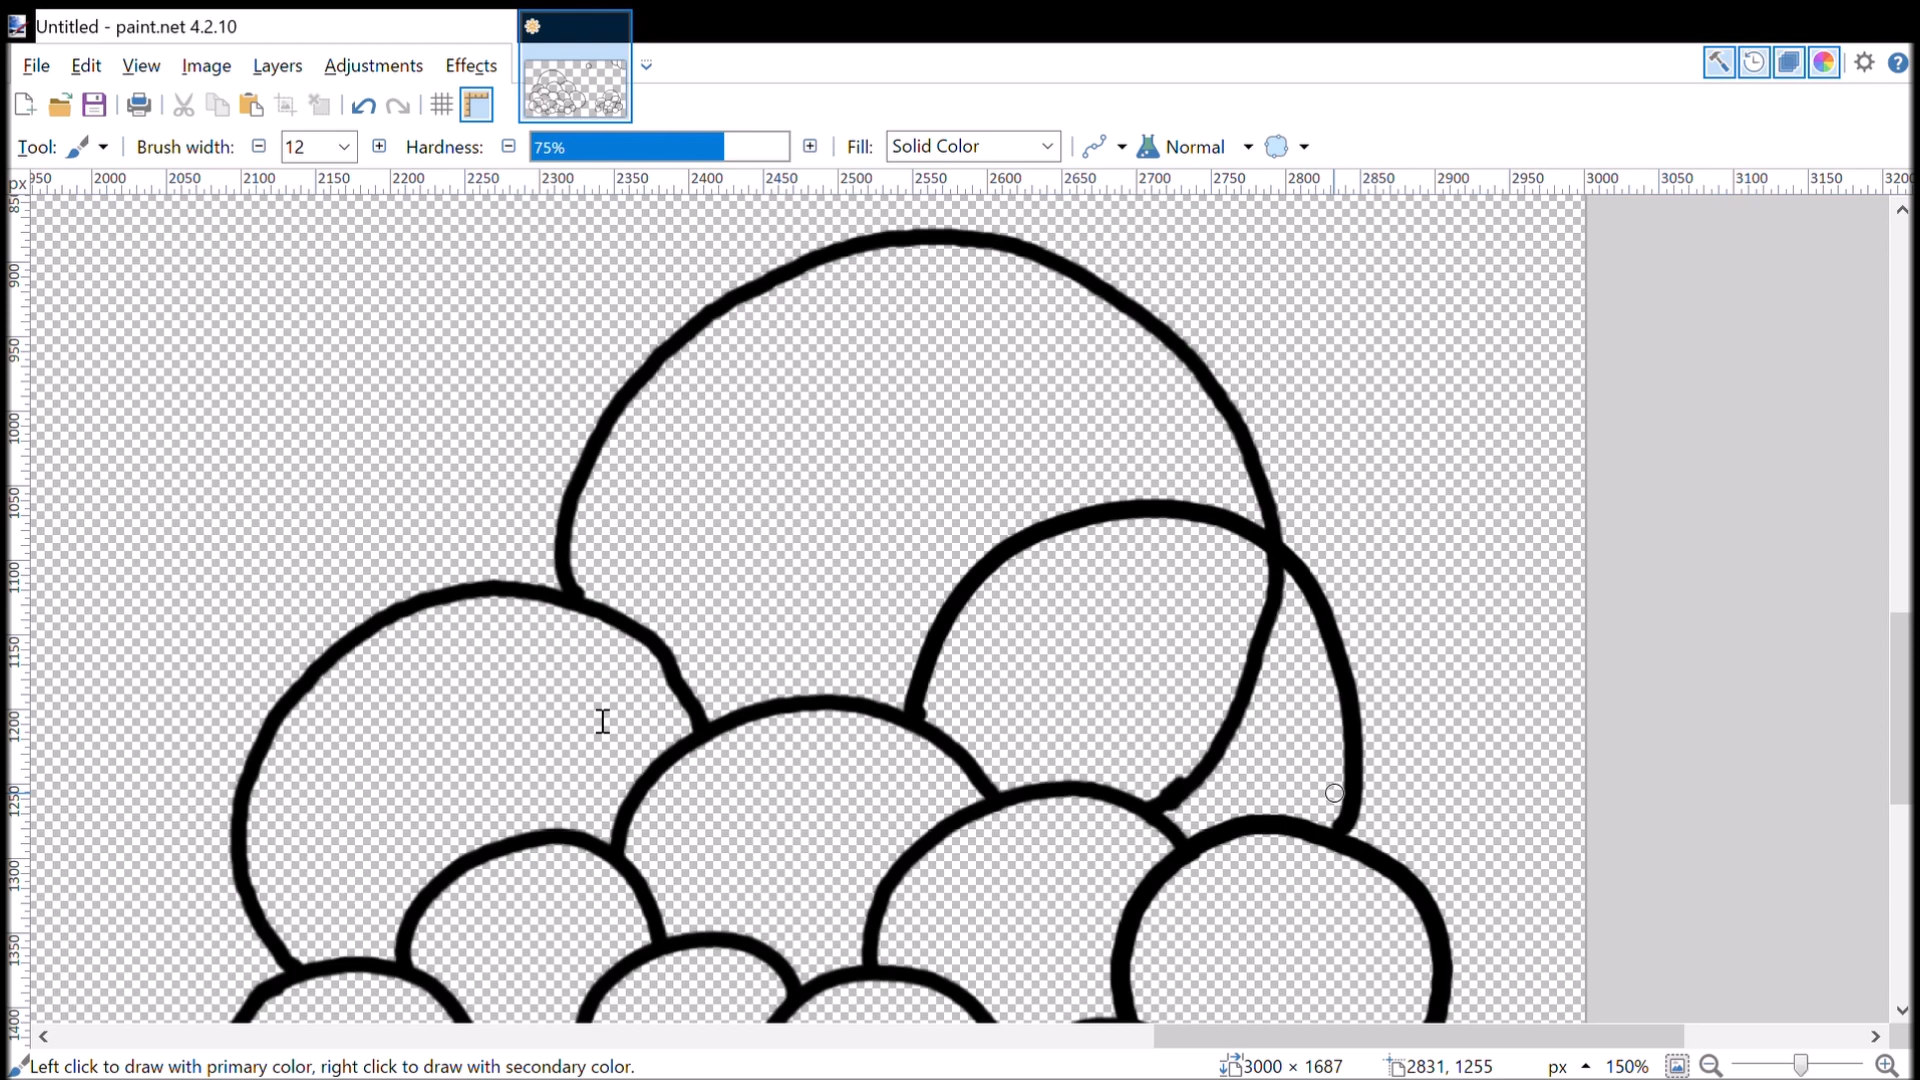 Untitled - paint.net 4.2.10
File Edit View Image Layers Adjustments Effects
Tool: Brush width: 12 Hardness: 75% Fill: Solid Color Normal
px 950 2000 2050 2100 2150 2200 2250 2300 2350 2400 2450 2500 2550 2600 2650 2700 2750 2800 2850 2900 2950 3000 3050 3100 3150 3200
850
900
950
1000
1050
1100
1150
1200
1250
1300
1350
1400
Left click to draw with primary color, right click to draw with secondary color. 3000 × 1687 2831, 1255 px 150%